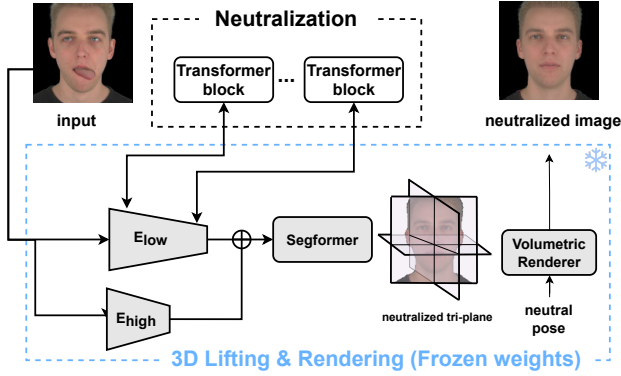 Neutralization
Transformer
block
...
Transformer
block
input
neutralized image
Elow
Segformer
Volumetric
Renderer
Ehigh
neutralized tri-plane
neutral
pose
3D Lifting & Rendering (Frozen weights)